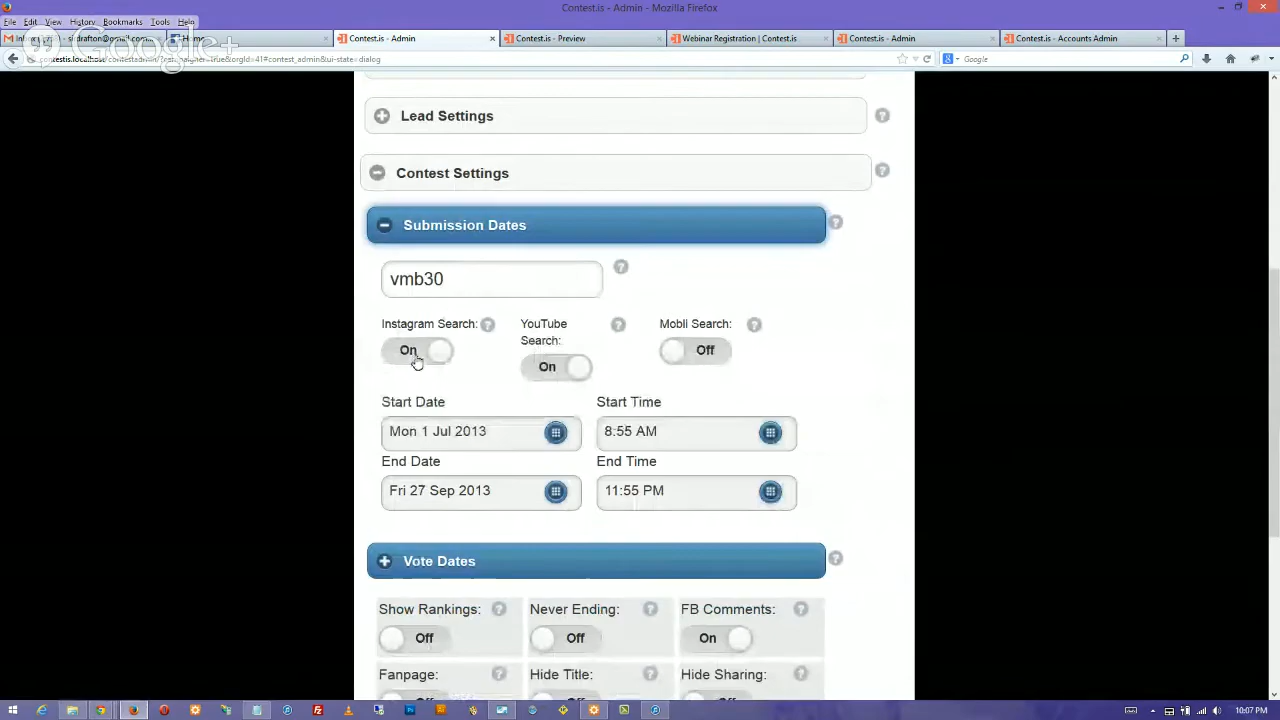 Contest.is - Admin - Mozilla Firefox
File Edit View History Bookmarks Tools Help
Google+
Contest.is - Admin
Contest.is - Preview
Webinar Registration | Contest.is
Contest.is - Admin
Contest.is - Accounts Admin
Google
Lead Settings
Contest Settings
Submission Dates
vmb30
Instagram Search:
YouTube Search:
Mobli Search:
On
On
Off
Start Date
Start Time
Mon 1 Jul 2013
8:55 AM
End Date
End Time
Fri 27 Sep 2013
11:55 PM
Vote Dates
Show Rankings:
Never Ending:
FB Comments:
Off
Off
On
Fanpage:
Hide Title:
Hide Sharing:
Off
Off
Off
10:07 PM